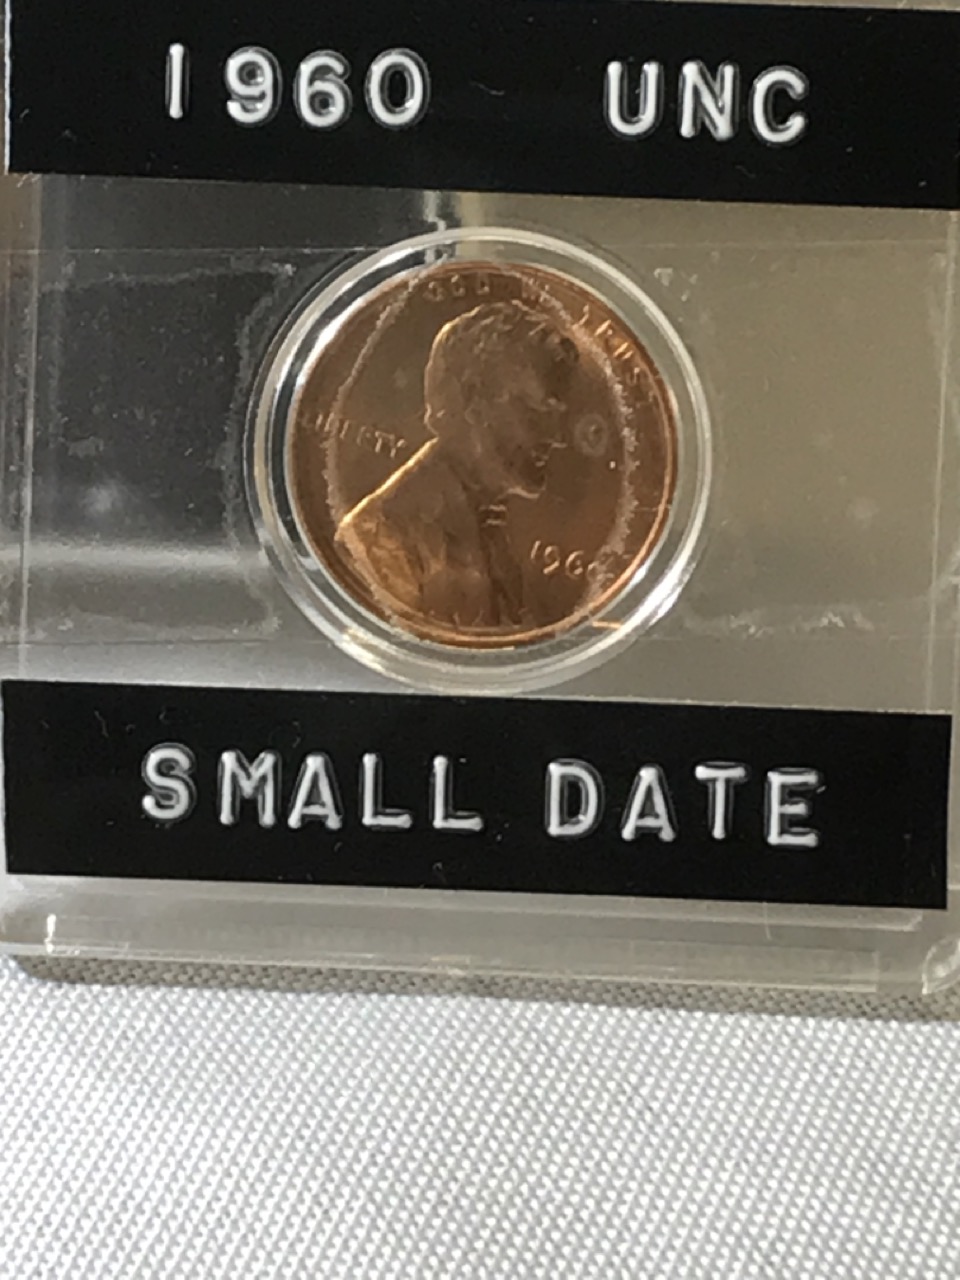 1960 UNC
LIBERTY
SMALL DATE